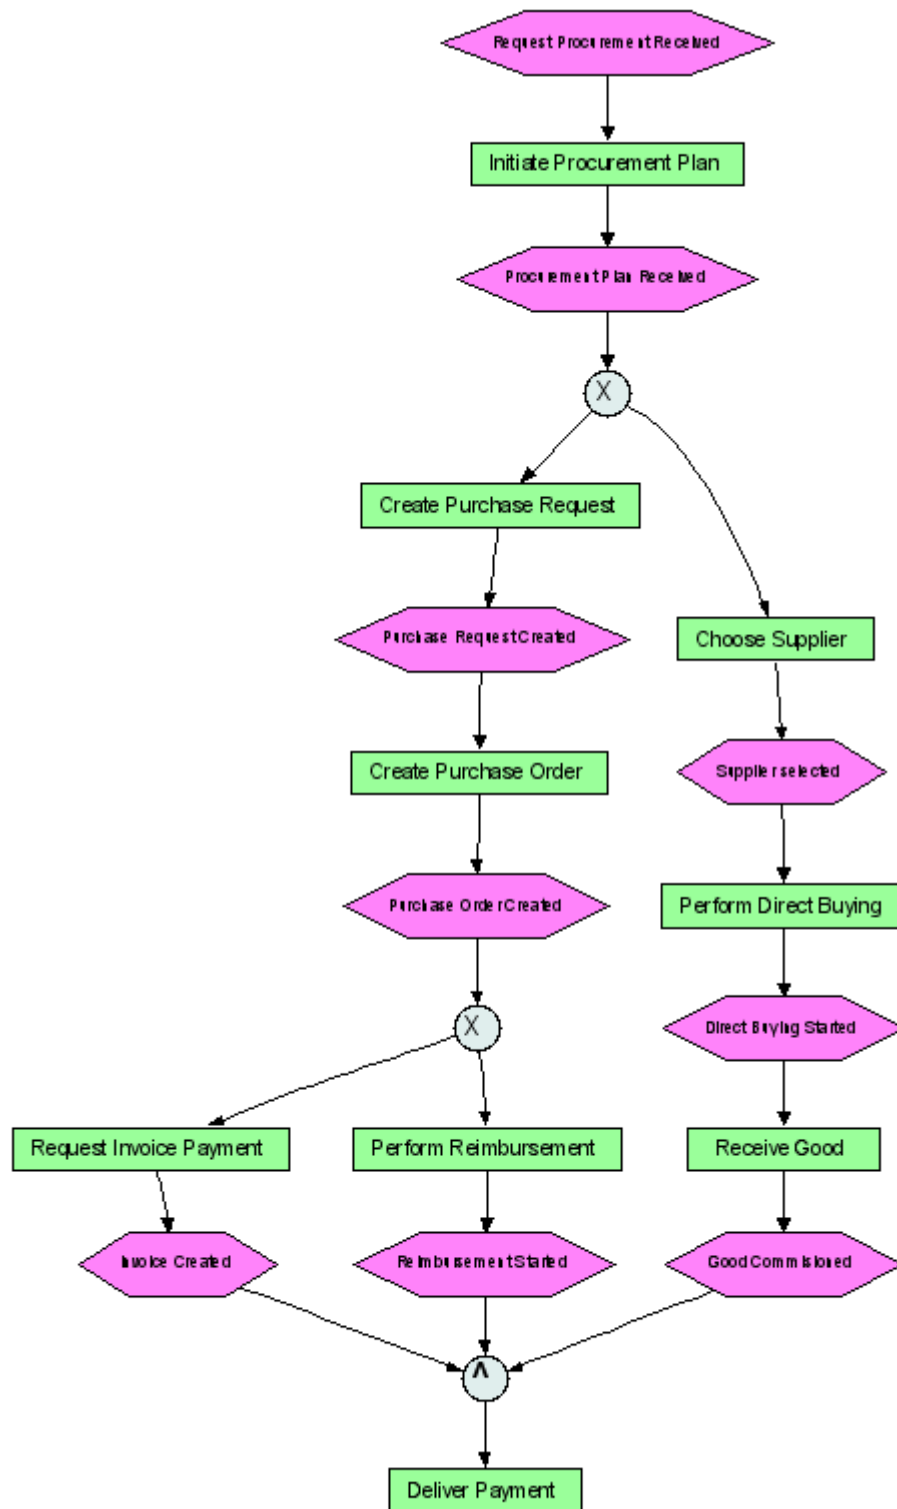 Request Procurement Received
Initiate Procurement Plan
Procurement Plan Received
X
Create Purchase Request
Purchase Request Created
Choose Supplier
Create Purchase Order
Supplier selected
Purchase Order Created
Perform Direct Buying
X
Direct Buying Started
Request Invoice Payment
Perform Reimbursement
Receive Good
Invoice Created
Reimbursement Started
Good Commisioned
∧
Deliver Payment